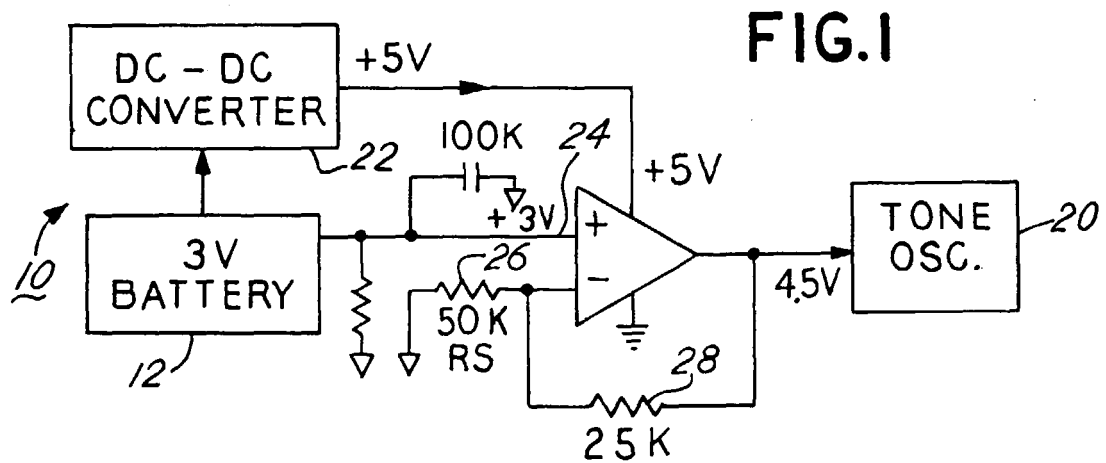 FIG.1
DC - DC
CONVERTER
+5V
22
100K
24
+5V
+ 3V
3V
BATTERY
10
12
26
50K
RS
+
−
4.5V
TONE
OSC.
20
28
25K